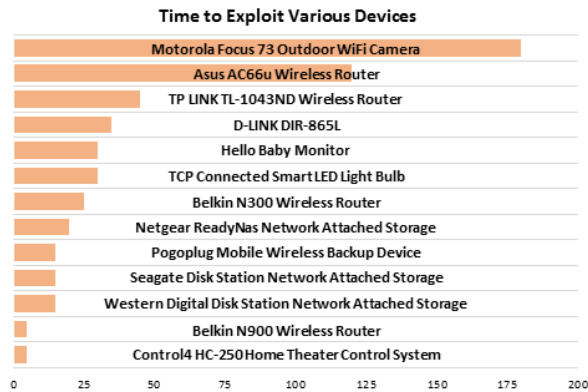 Time to Exploit Various Devices
Motorola Focus 73 Outdoor WiFi Camera
Asus AC66u Wireless Router
TP LINK TL-1043ND Wireless Router
D-LINK DIR-865L
Hello Baby Monitor
TCP Connected Smart LED Light Bulb
Belkin N300 Wireless Router
Netgear ReadyNas Network Attached Storage
Pogoplug Mobile Wireless Backup Device
Seagate Disk Station Network Attached Storage
Western Digital Disk Station Network Attached Storage
Belkin N900 Wireless Router
Control4 HC-250 Home Theater Control System
0 25 50 75 100 125 150 175 200